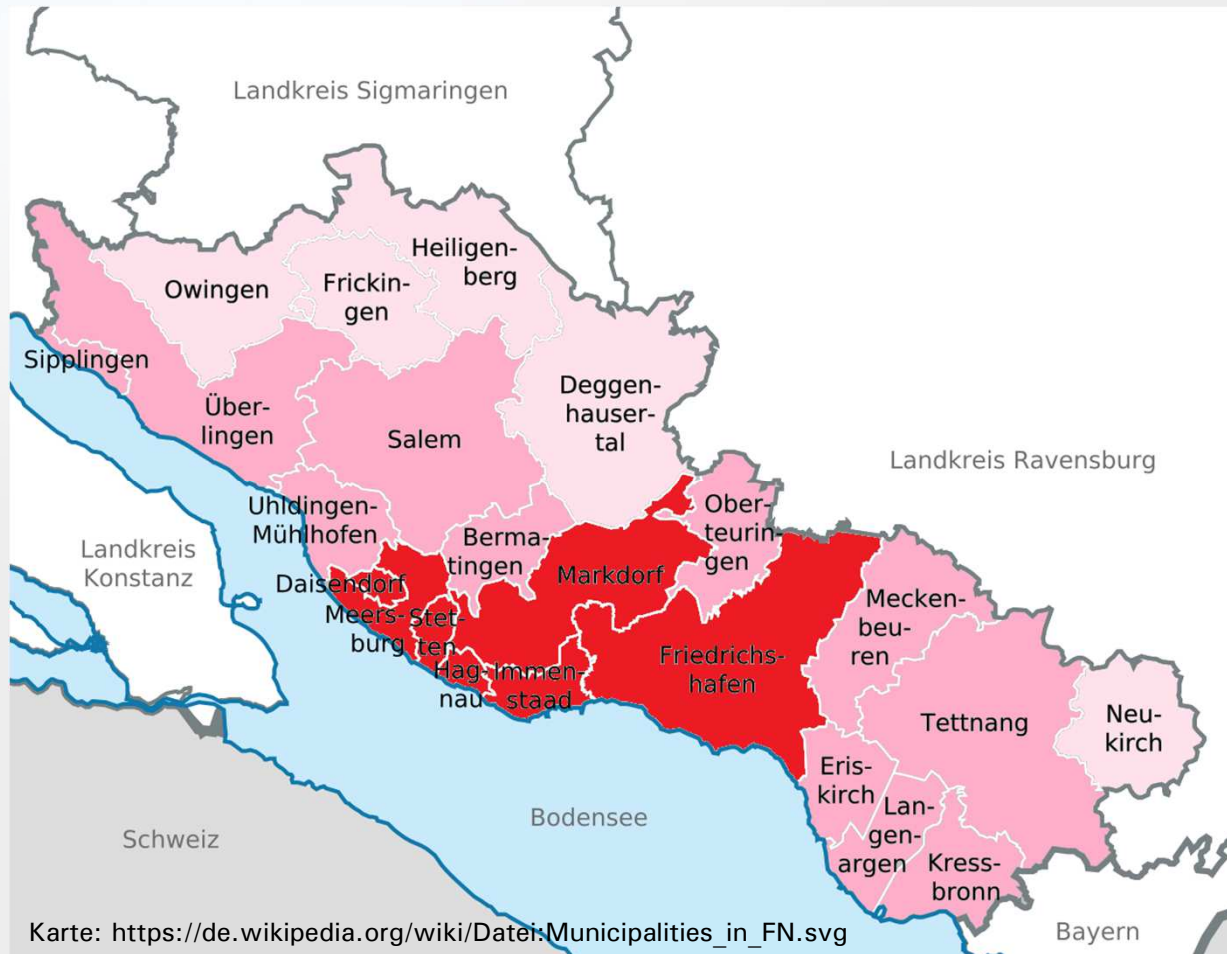 Landkreis Sigmaringen
Heiligen-
berg
Owingen
Frickin-
gen
Sipplingen
Deggen-
hauser-
tal
Über-
lingen
Salem
Landkreis Ravensburg
Uhldingen-
Mühlhofen
Ober-
teurin-
gen
Berma-
tingen
Landkreis
Konstanz
Markdorf
Daisendorf
Meers-
burg
Stet-
ten
Mecken-
beu-
ren
Friedrichs-
hafen
Hag-
nau
Immen-
staad
Tettnang
Neu-
kirch
Eris-
kirch
Lan-
gen-
argen
Bodensee
Schweiz
Kress-
bronn
Bayern
Karte: https://de.wikipedia.org/wiki/Datei:Municipalities_in_FN.svg